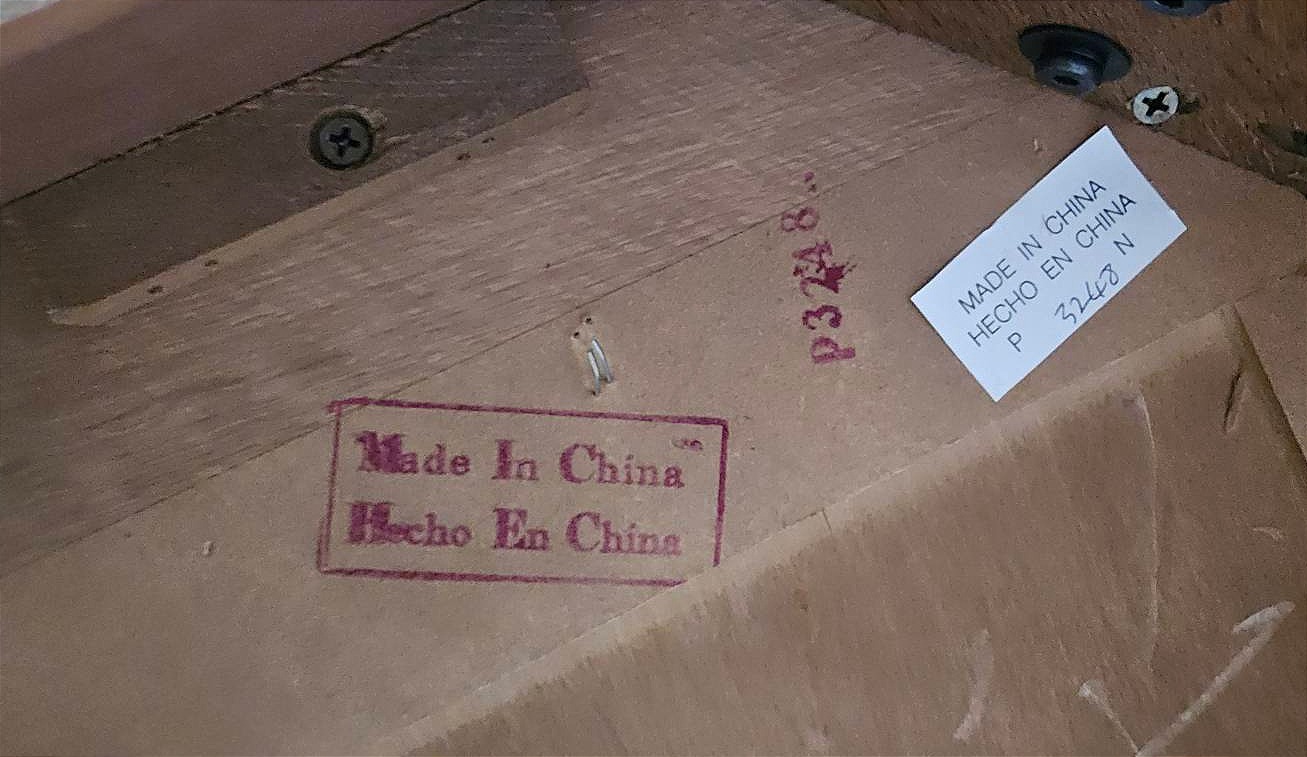 Made In China
Hecho En China
P3248
MADE IN CHINA
HECHO EN CHINA
P 3248 N